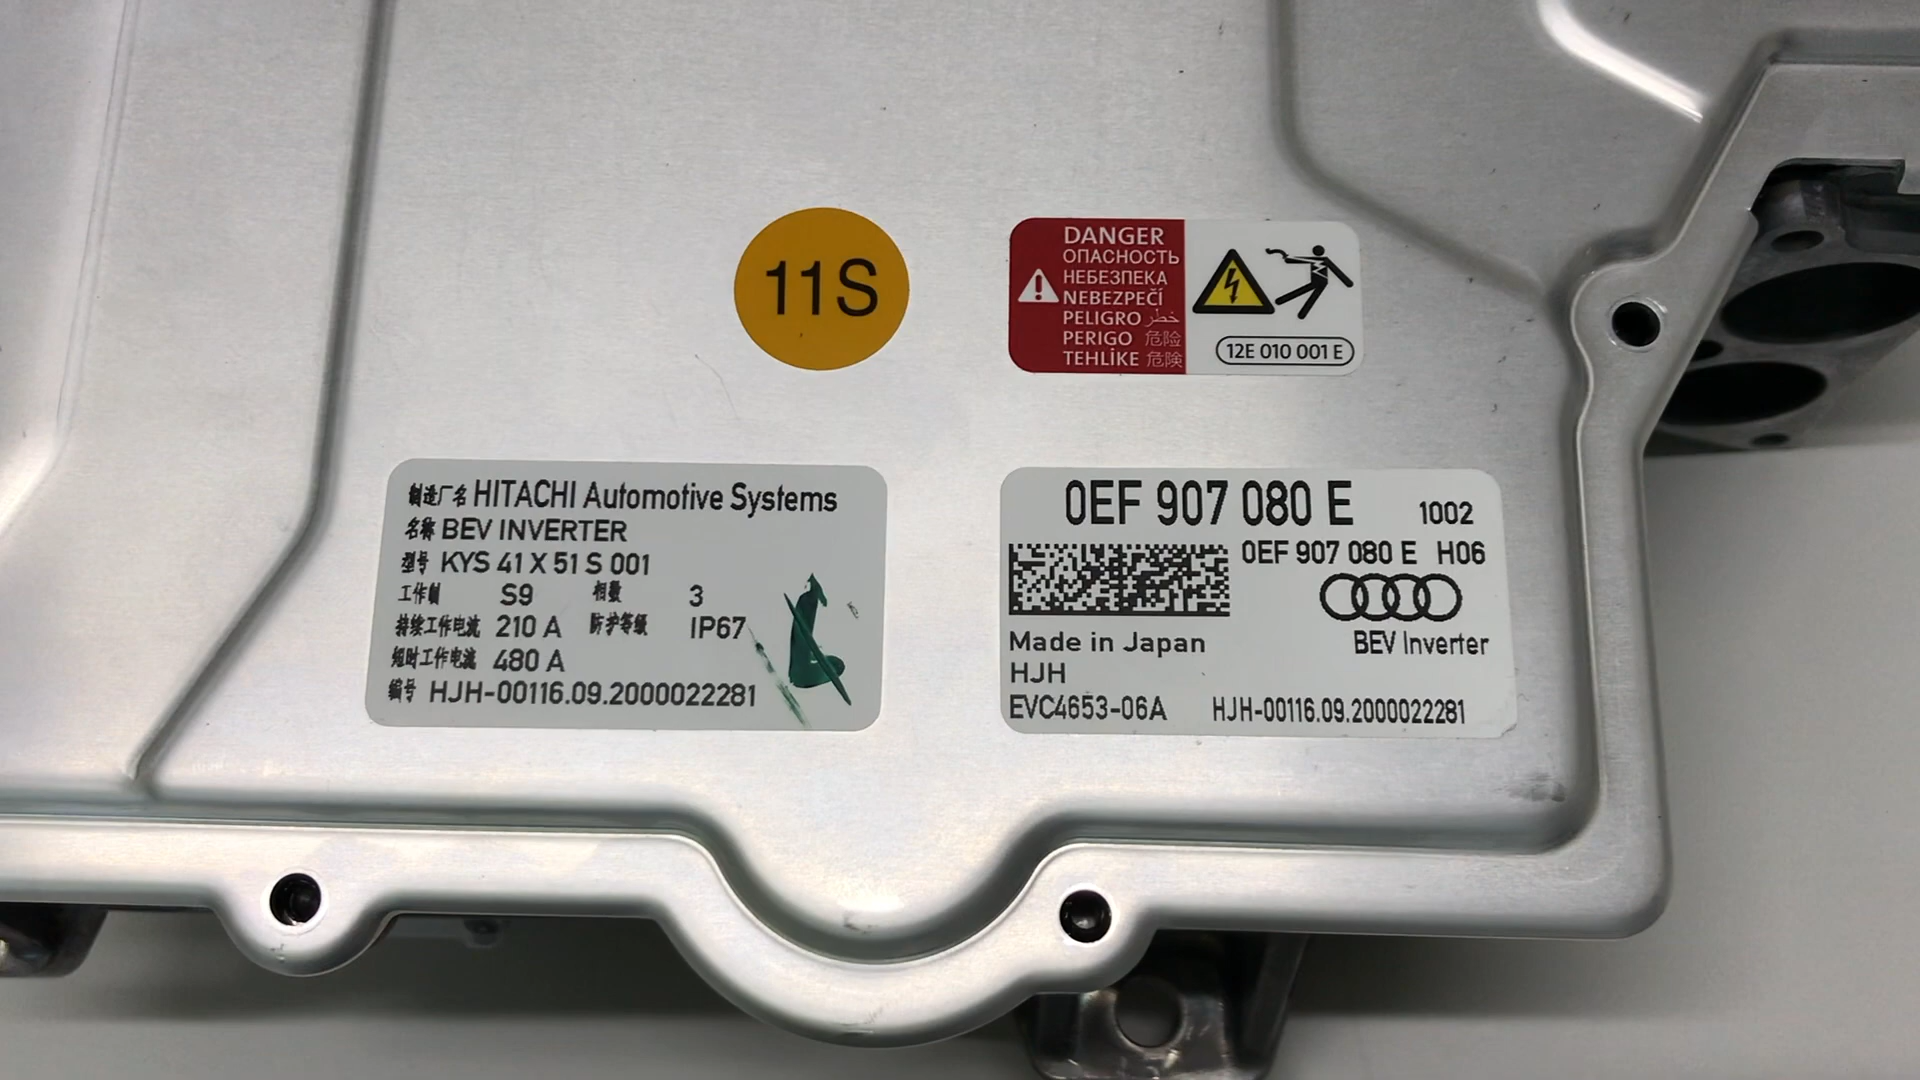 11S
DANGER
ОПАСНОСТЬ
НЕБЕЗПЕКА
NEBEZPEČÍ
PELIGRO خطر
PERIGO 危险
TEHLİKE 危険
12E 010 001 E
制造厂名 HITACHI Automotive Systems
名称 BEV INVERTER
型号 KYS 41 X 51 S 001
工作制 S9 相数 3
持续工作电流 210 A 防护等级 IP67
短时工作电流 480 A
编号 HJH-00116.09.2000022281
0EF 907 080 E 1002
0EF 907 080 E H06
Made in Japan BEV Inverter
HJH
EVC4653-06A HJH-00116.09.2000022281